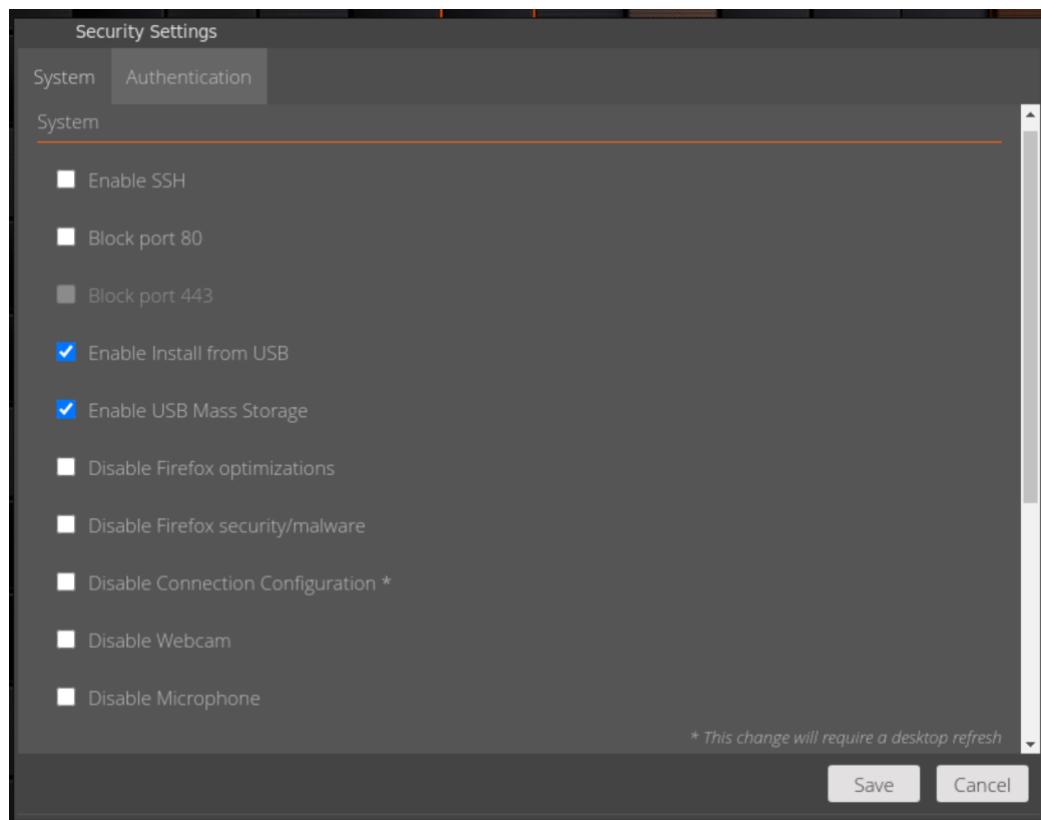 Security Settings
System Authentication
System
Enable SSH
Block port 80
Block port 443
Enable Install from USB
Enable USB Mass Storage
Disable Firefox optimizations
Disable Firefox security/malware
Disable Connection Configuration *
Disable Webcam
Disable Microphone
* This change will require a desktop refresh
Save Cancel